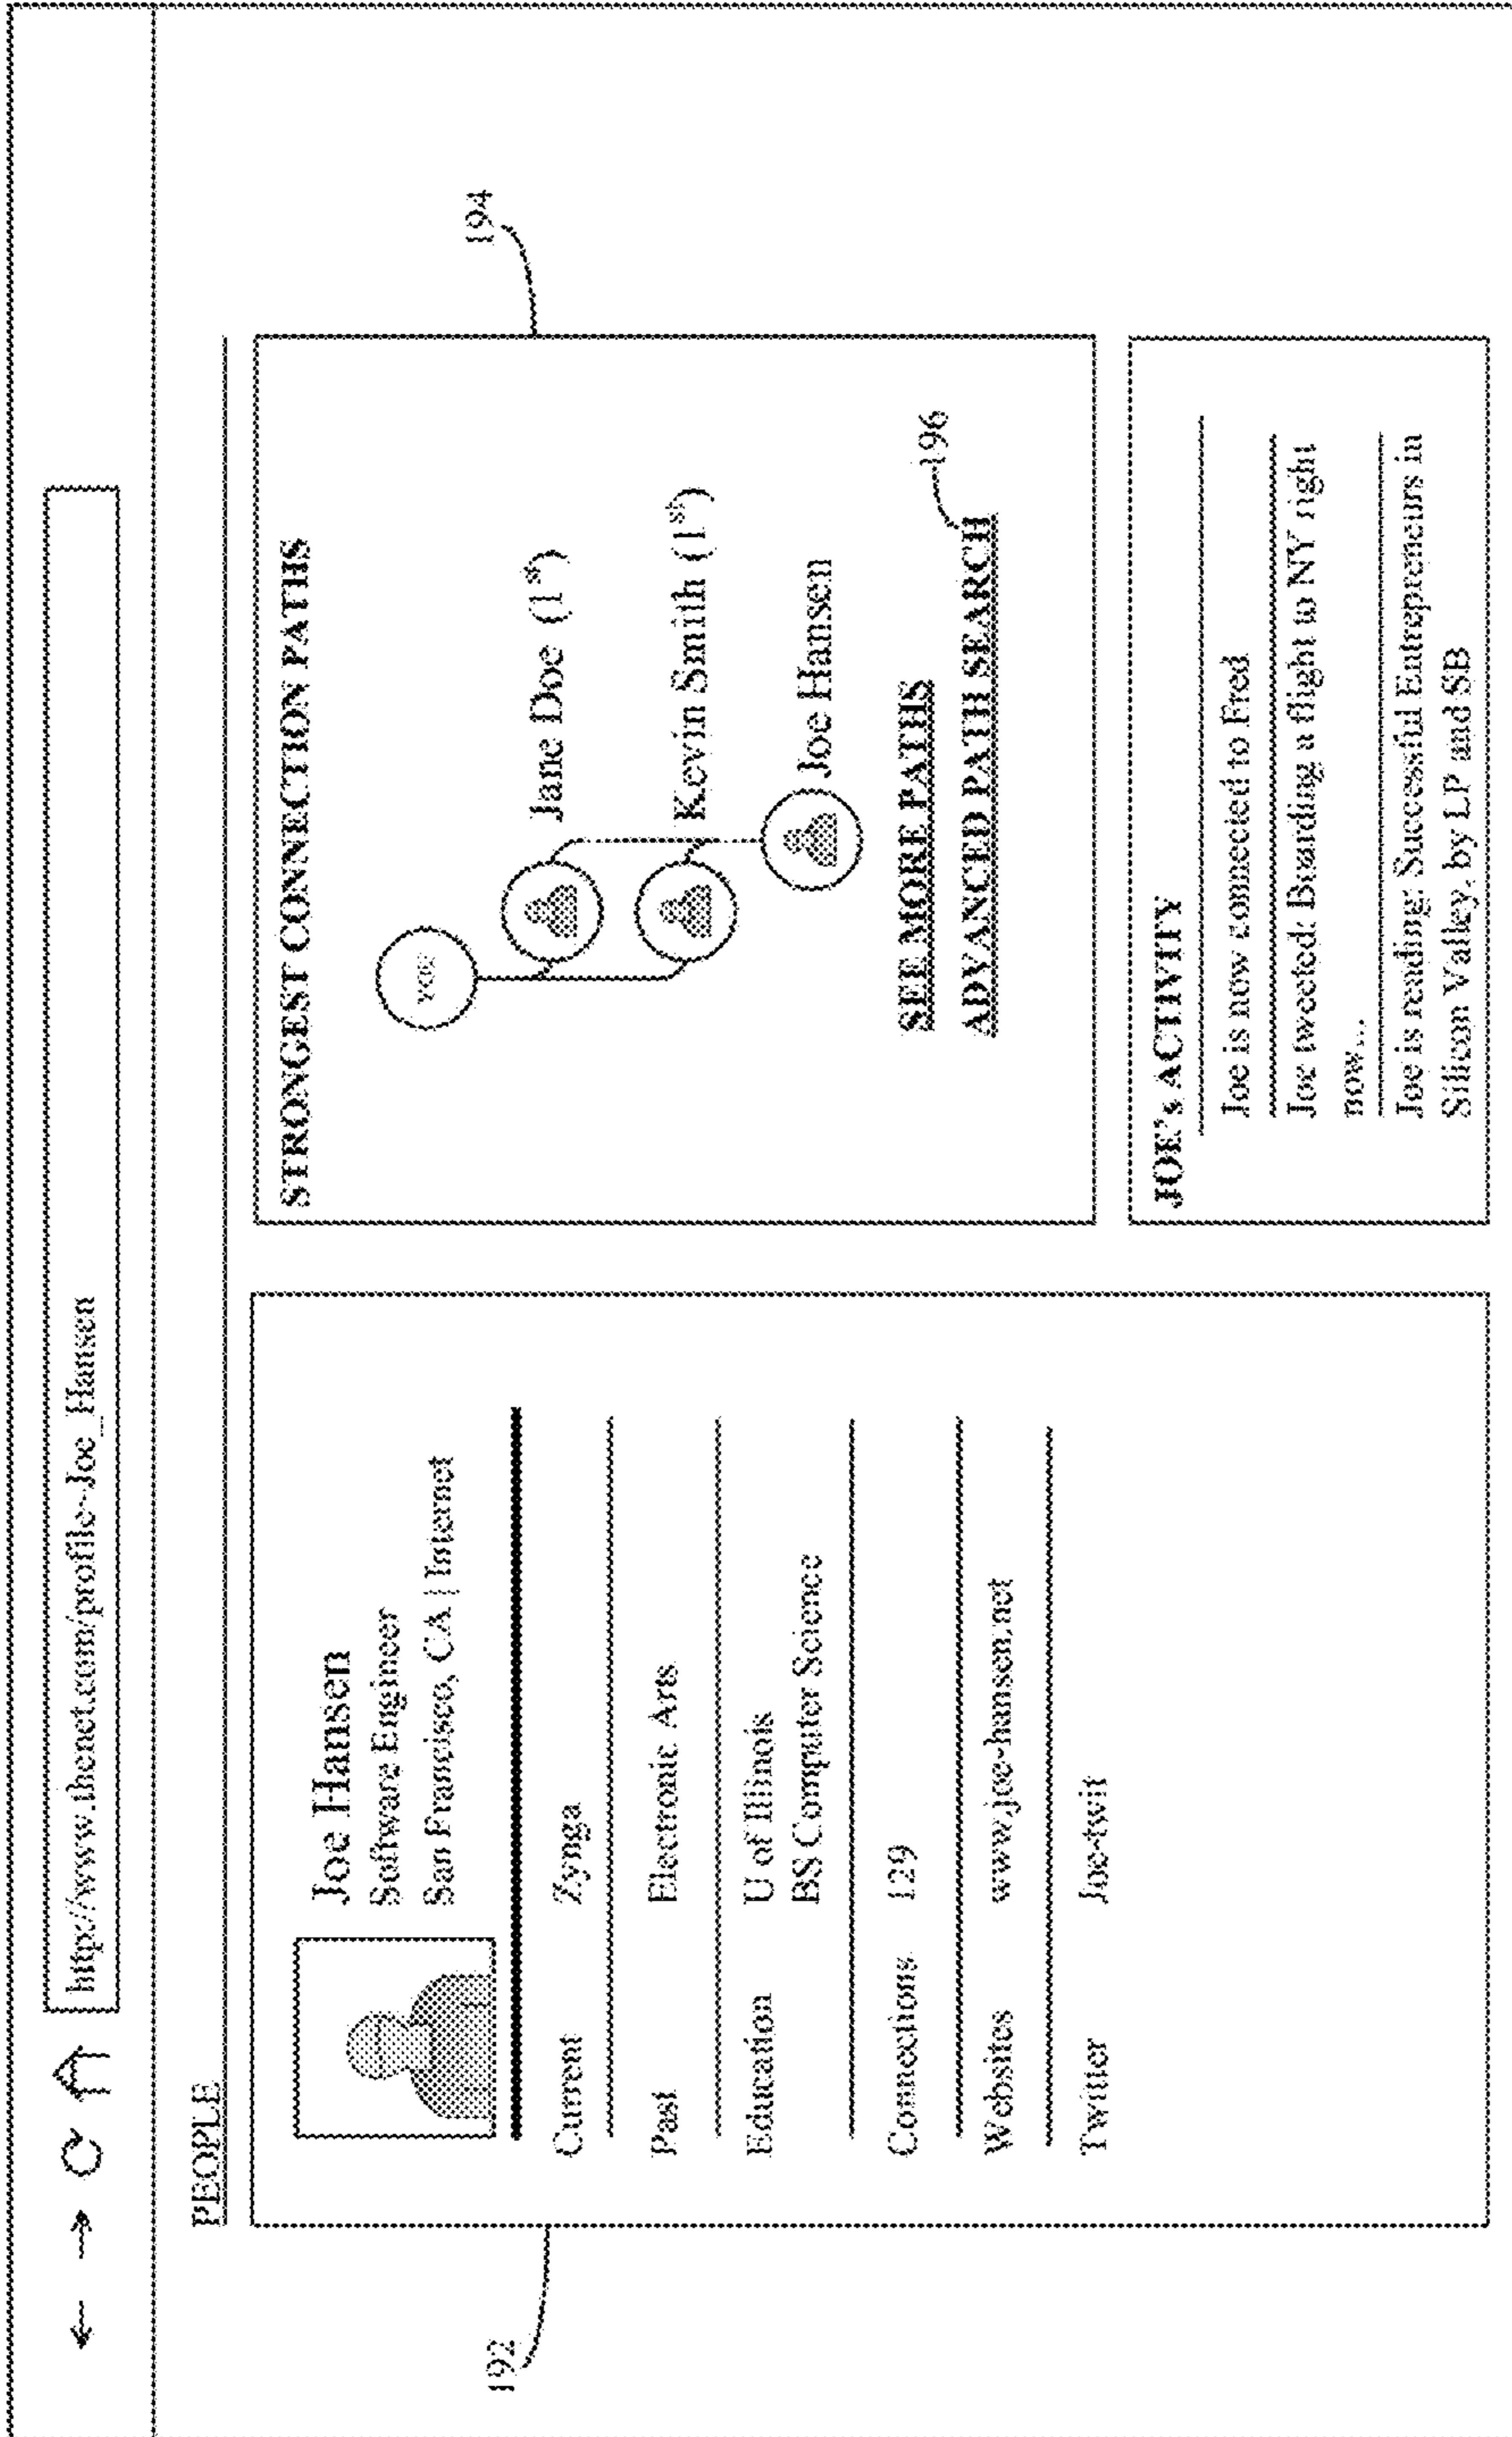 http://www.thenet.com/profile~Joe_Hansen
PEOPLE
192
Joe Hansen
Software Engineer
San Francisco, CA | Internet
Current Zynga
Past Electronic Arts
Education U of Illinois
BS Computer Science
Connections 129
Websites www.joe-hansen.net
Twitter Joe-twit
194
STRONGEST CONNECTION PATHS
YOU
Jane Doe (1st)
Kevin Smith (1st)
Joe Hansen
196
SEE MORE PATHS
ADVANCED PATH SEARCH
JOE's ACTIVITY
Joe is now connected to Fred
Joe tweeted: Boarding a flight to NY right
now...
Joe is reading: Successful Entrepreneurs in
Silicon Valley, by LP and SB